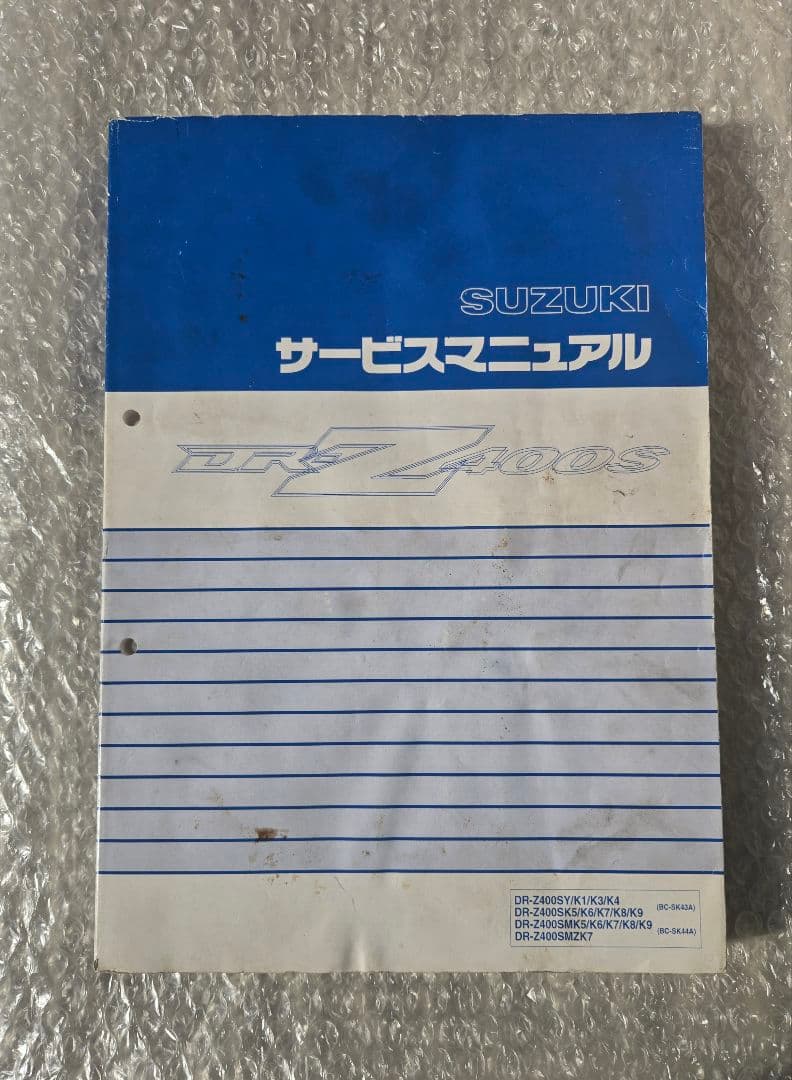 SUZUKI
サービスマニュアル
DR-Z400S
DR-Z400SY/K1/K3/K4
DR-Z400SK5/K6/K7/K8/K9 (BC-SK43A)
DR-Z400SMK5/K6/K7/K8/K9 (BC-SK44A)
DR-Z400SMZK7